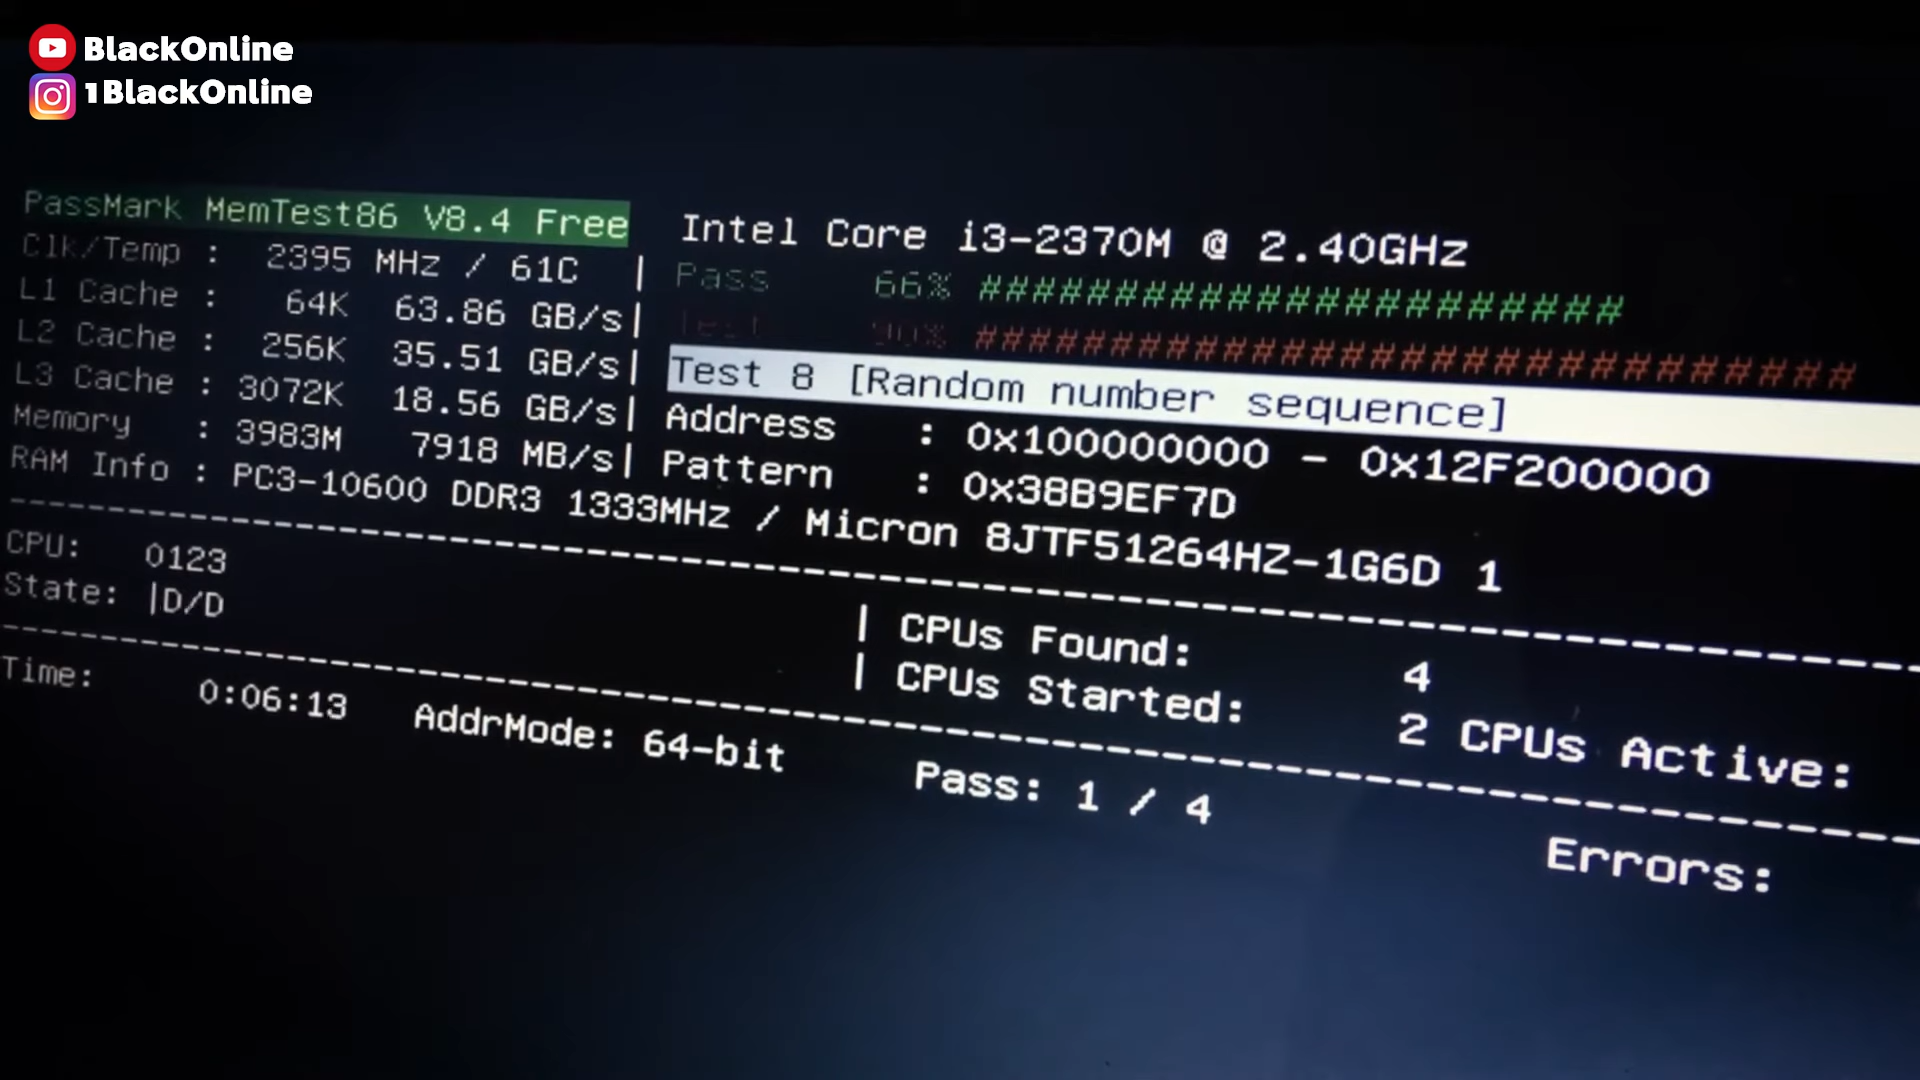 BlackOnline
1BlackOnline
PassMark MemTest86 V8.4 Free
Intel Core i3-2370M @ 2.40GHz
Clk/Temp : 2395 MHz / 61C |
Pass 66% ########################
L1 Cache : 64K 63.86 GB/s|
Test 90% #################################
L2 Cache : 256K 35.51 GB/s|
Test 8 [Random number sequence]
L3 Cache : 3072K 18.56 GB/s|
Address : 0x100000000 - 0x12F200000
Memory : 3983M 7918 MB/s|
Pattern : 0x38B9EF7D
RAM Info : PC3-10600 DDR3 1333MHz / Micron 8JTF51264HZ-1G6D 1
CPU: 0123
| CPUs Found: 4
State: |D/D
| CPUs Started: 2 CPUs Active:
Time: 0:06:13 AddrMode: 64-bit Pass: 1 / 4 Errors: